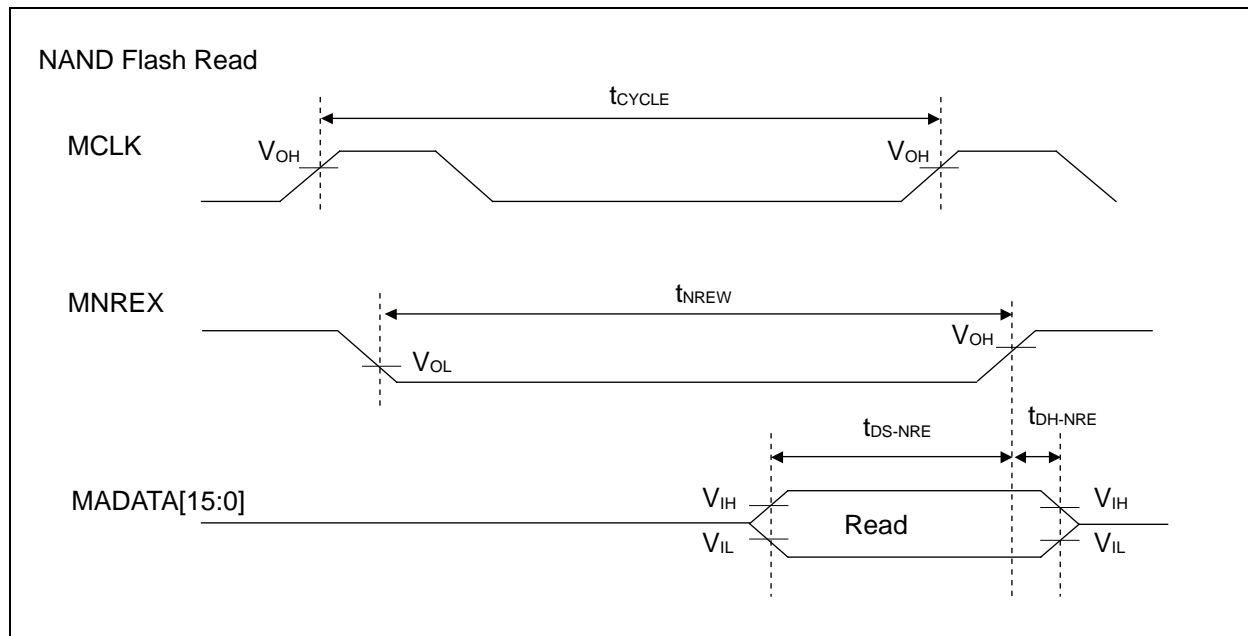 NAND Flash Read
tCYCLE
MCLK
VOH
VOH
tNREW
MNREX
VOH
VOL
tDS-NRE
tDH-NRE
MADATA[15:0]
VIH
VIH
Read
VIL
VIL